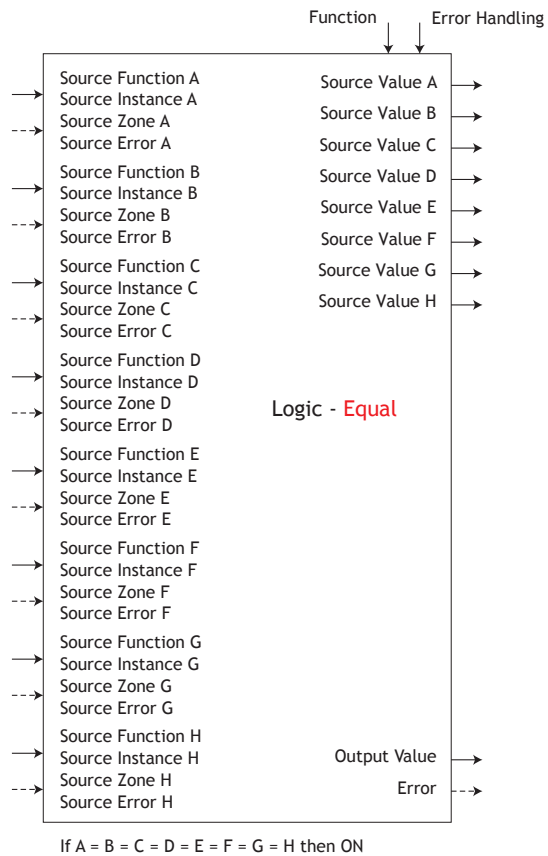 Function
Error Handling
Source Function A
Source Instance A
Source Zone A
Source Error A
Source Function B
Source Instance B
Source Zone B
Source Error B
Source Function C
Source Instance C
Source Zone C
Source Error C
Source Function D
Source Instance D
Source Zone D
Source Error D
Source Function E
Source Instance E
Source Zone E
Source Error E
Source Function F
Source Instance F
Source Zone F
Source Error F
Source Function G
Source Instance G
Source Zone G
Source Error G
Source Function H
Source Instance H
Source Zone H
Source Error H
Source Value A
Source Value B
Source Value C
Source Value D
Source Value E
Source Value F
Source Value G
Source Value H
Logic - Equal
Output Value
Error
If A = B = C = D = E = F = G = H then ON